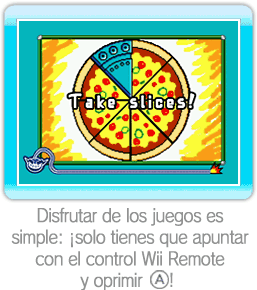 Take slices!
Disfrutar de los juegos es
simple: ¡solo tienes que apuntar
con el control Wii Remote
y oprimir Ⓐ!